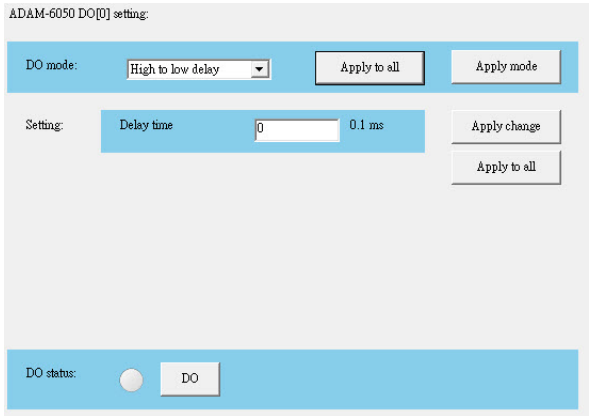 ADAM-6050 DO[0] setting:
DO mode: High to low delay Apply to all Apply mode
Setting: Delay time 0 0.1 ms Apply change
Apply to all
DO status: DO